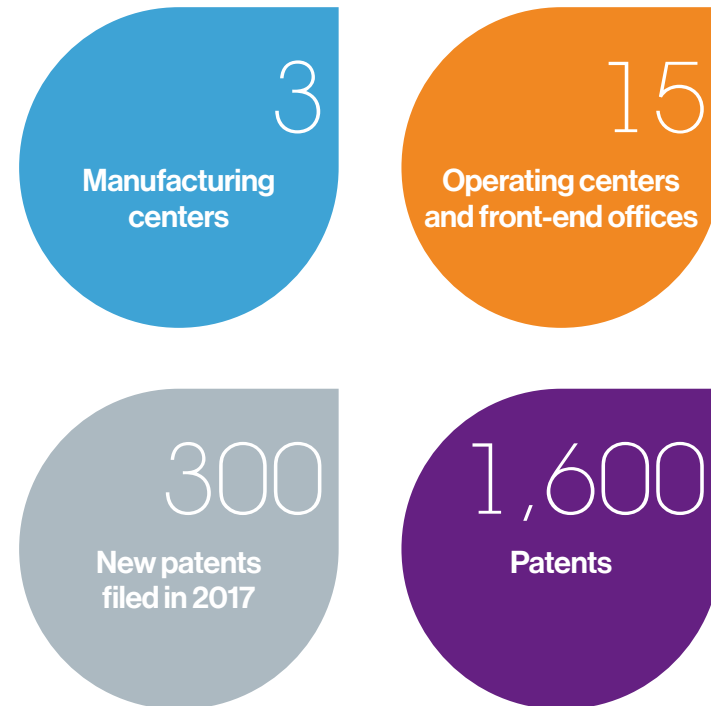 3
Manufacturing
centers
15
Operating centers
and front-end offices
300
New patents
filed in 2017
1,600
Patents